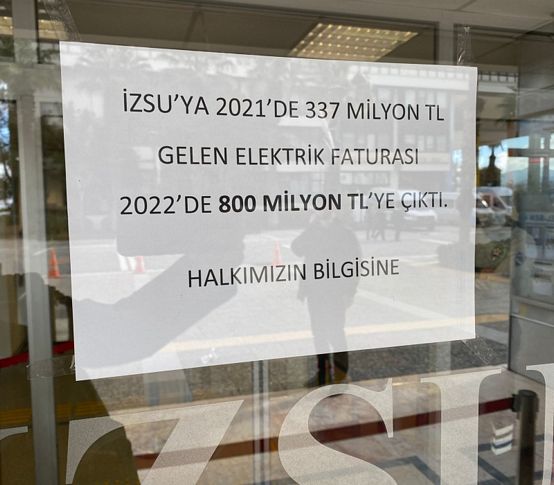 İZSU'YA 2021'DE 337 MİLYON TL
GELEN ELEKTRİK FATURASI
2022'DE 800 MİLYON TL'YE ÇIKTI.
HALKIMIZIN BİLGİSİNE
İZSU